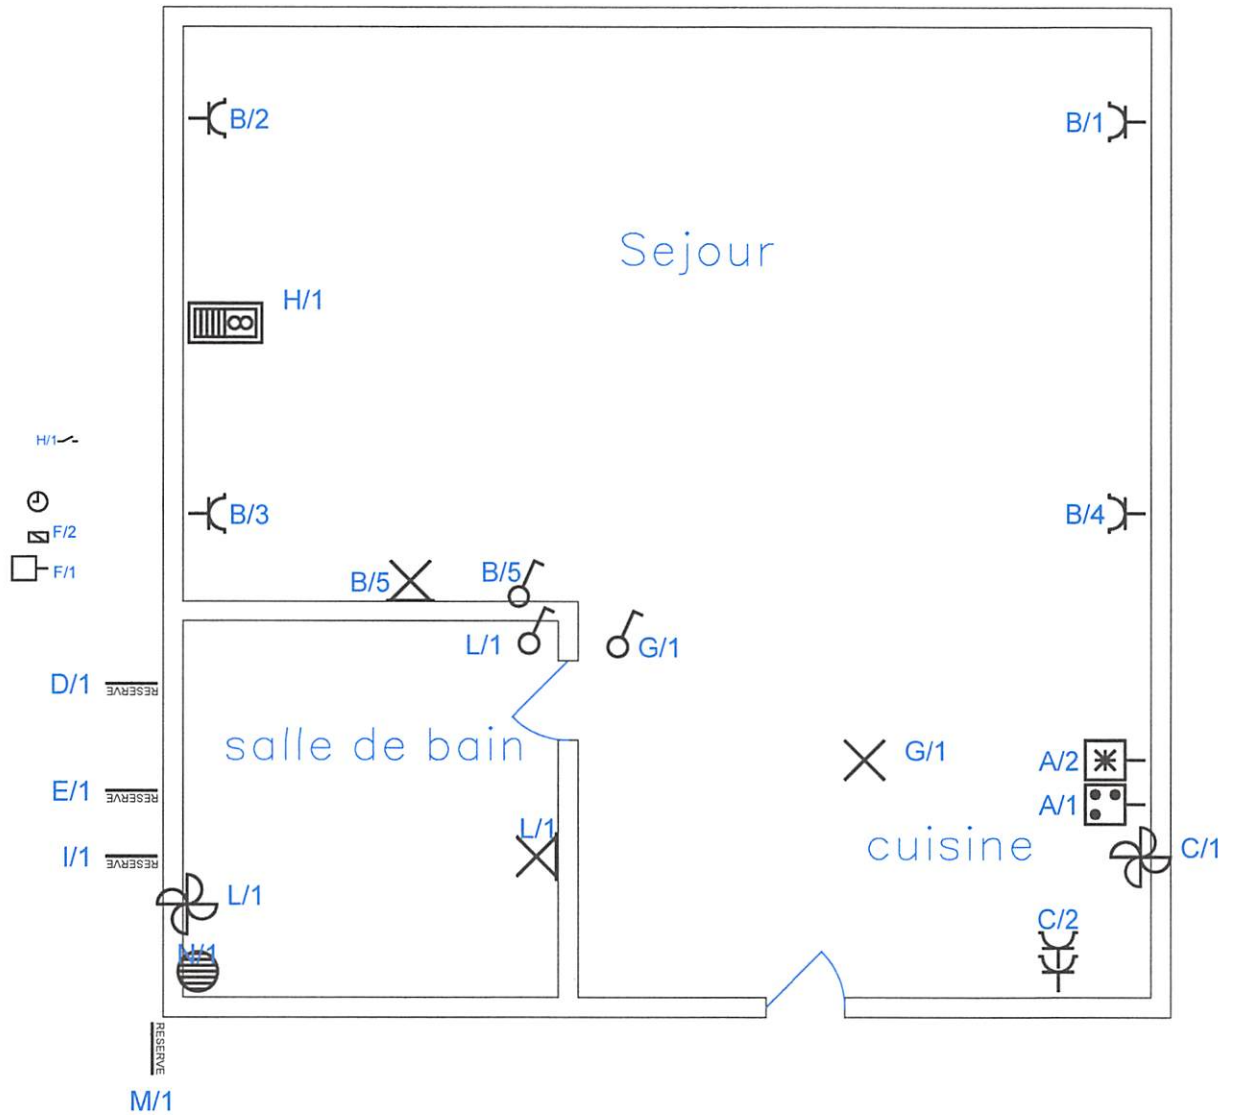 B/2
B/1
Sejour
H/1
H/1
B/3
B/4
F/2
F/1
B/5
B/5
L/1
G/1
D/1
RESERVE
salle de bain
G/1
A/2
E/1
RESERVE
A/1
L/1
cuisine
C/1
I/1
RESERVE
L/1
C/2
N/1
RESERVE
M/1